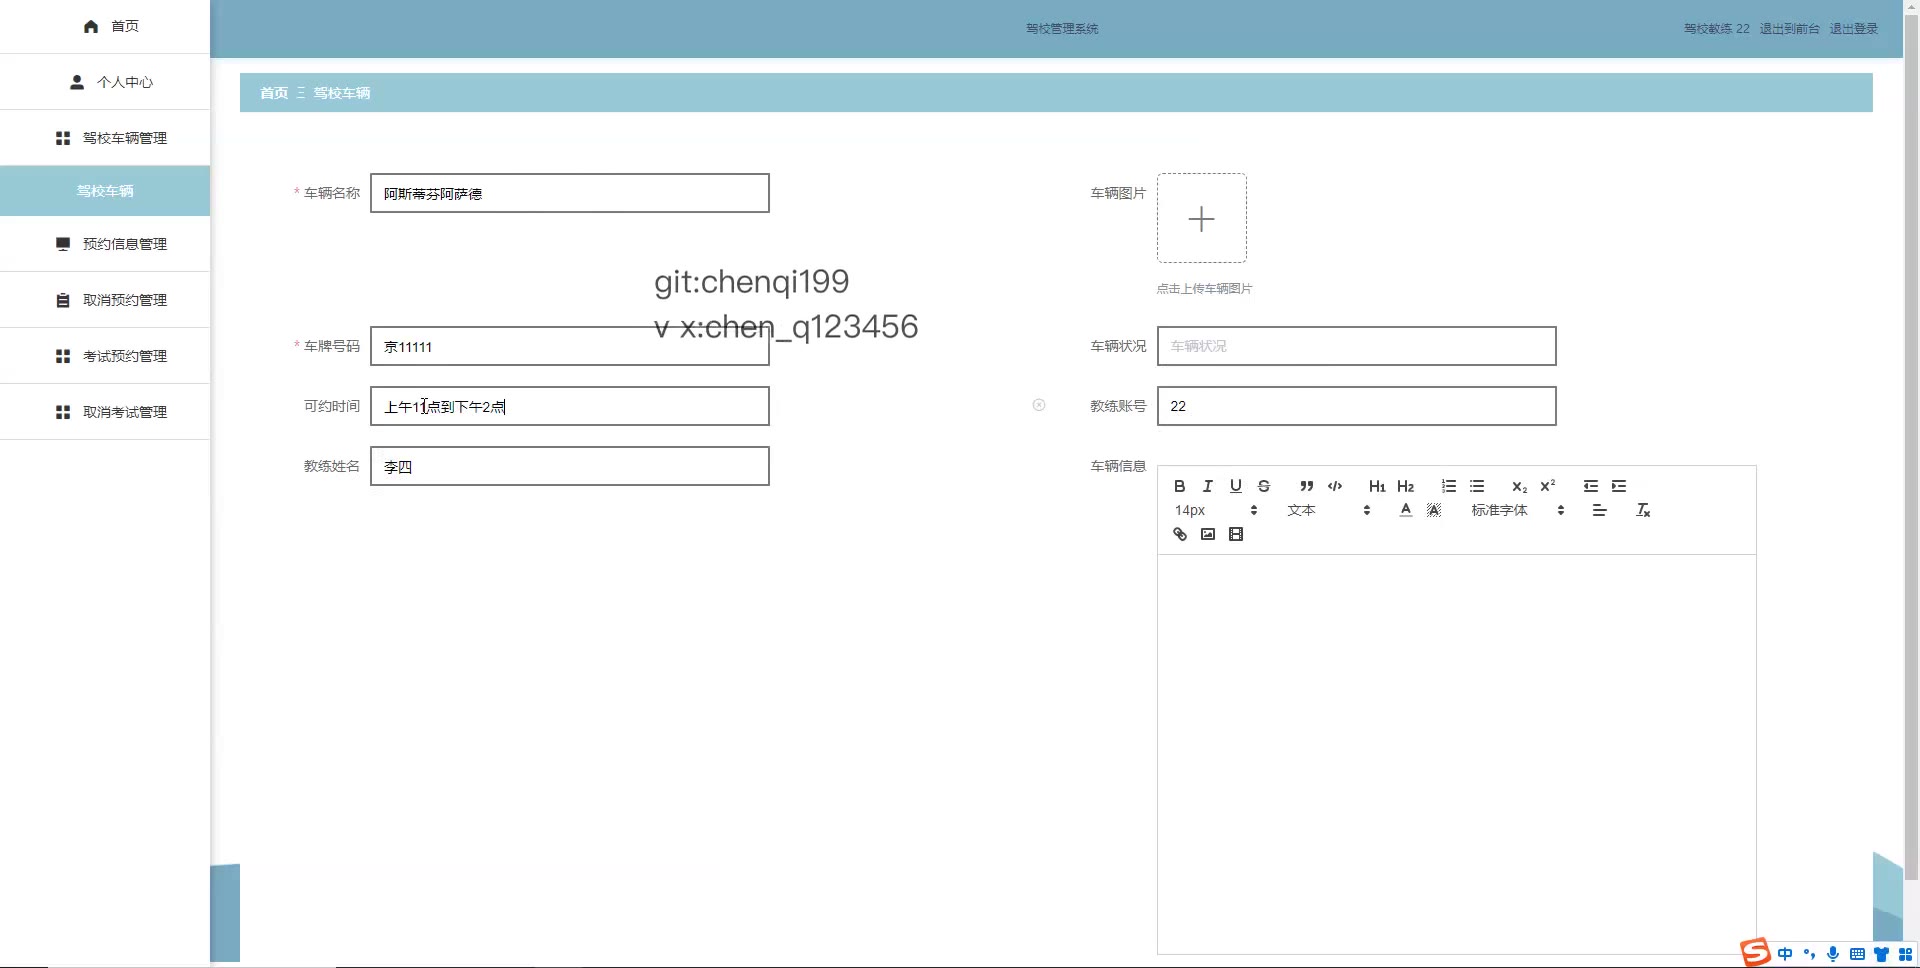 首页
个人中心
驾校车辆管理
驾校车辆
预约信息管理
取消预约管理
考试预约管理
取消考试管理
驾校管理系统
驾校教练 22 退出到前台 退出登录
首页 Ξ 驾校车辆
* 车辆名称 阿斯蒂芬阿萨德
车辆图片
点击上传车辆图片
git:chenqi199
v x:chen_q123456
* 车牌号码 京11111
车辆状况 车辆状况
可约时间 上午11点到下午2点
教练账号 22
教练姓名 李四
车辆信息
B I U S H1 H2 X2 X2
14px 文本 A A 标准字体 Tx
S 中